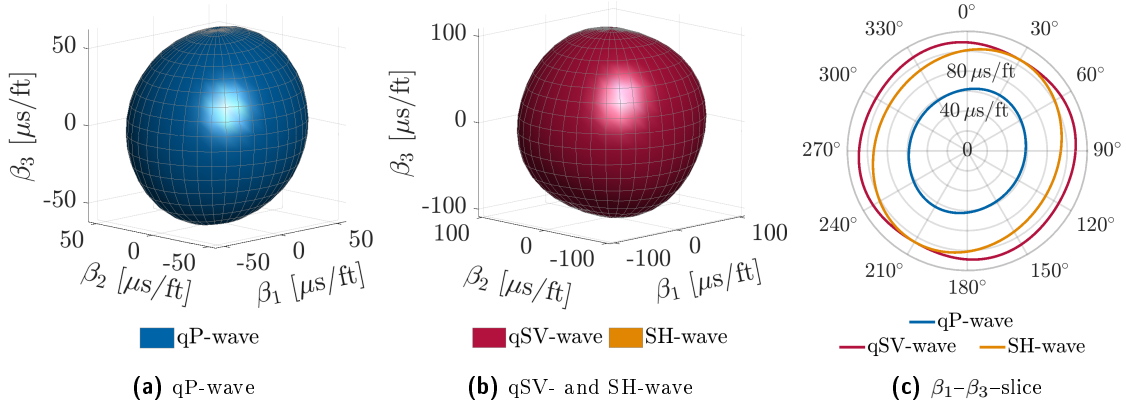 50
0
-50
β₃ [μs/ft]
50
0
-50
β₂ [μs/ft]
-50
0
50
β₁ [μs/ft]
qP-wave
(a) qP-wave
100
0
-100
β₃ [μs/ft]
100
0
-100
β₂ [μs/ft]
-100
0
100
β₁ [μs/ft]
qSV-wave SH-wave
(b) qSV- and SH-wave
0°
330° 30°
300° 60°
80 μs/ft
40 μs/ft
270° 0 90°
240° 120°
210° 150°
180°
qP-wave
qSV-wave SH-wave
(c) β₁–β₃–slice